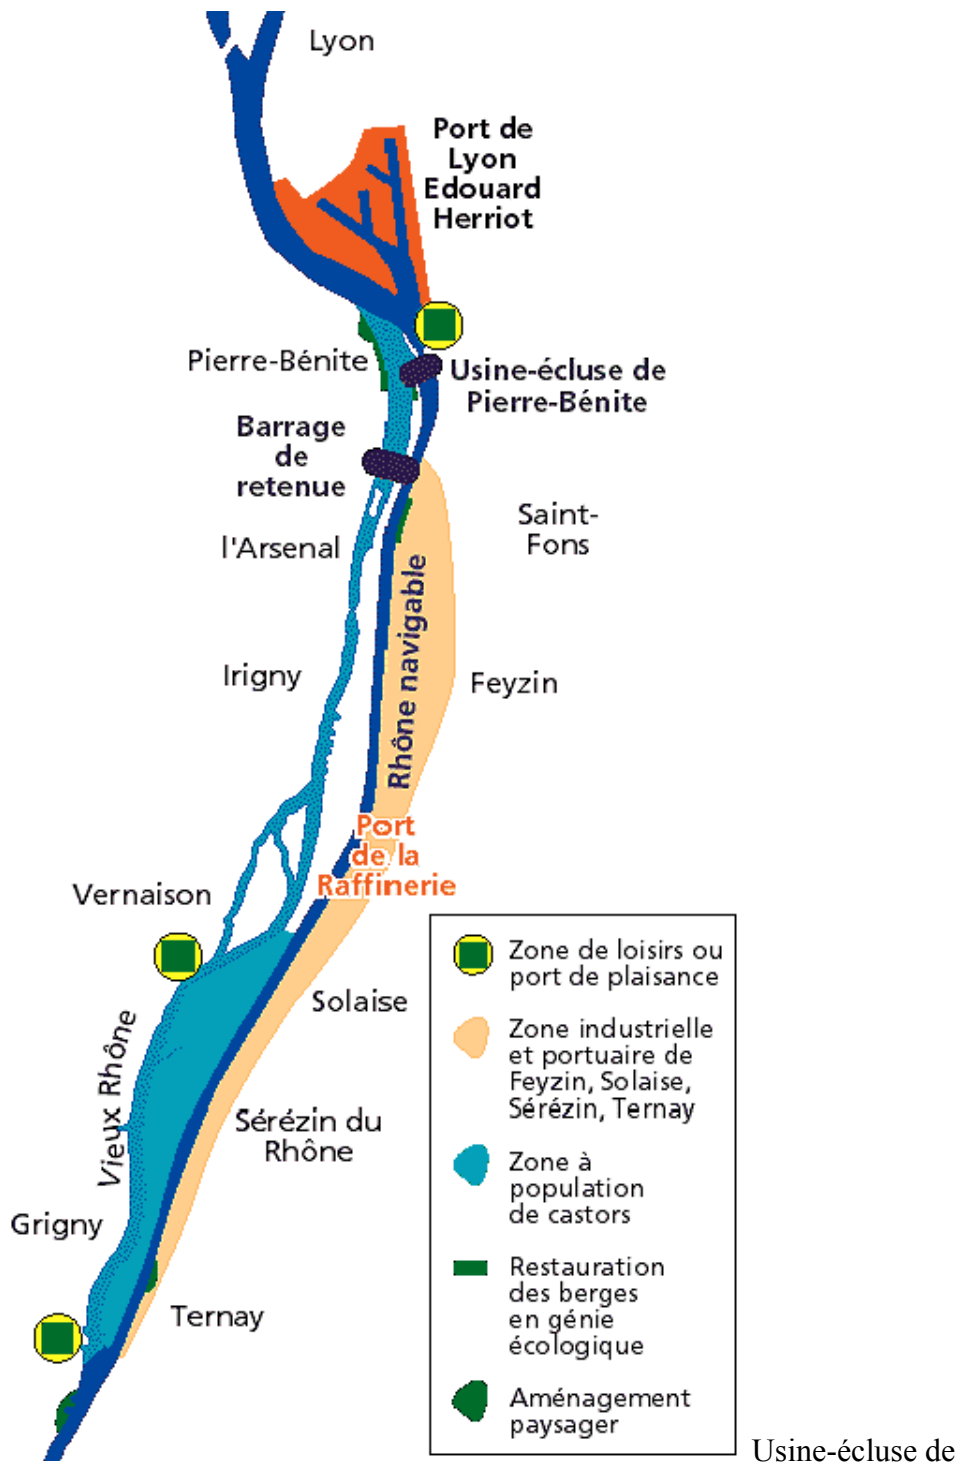 Lyon
Port de
Lyon
Edouard
Herriot
Pierre-Bénite
Usine-écluse de
Pierre-Bénite
Barrage
de
retenue
Saint-
Fons
l'Arsenal
Rhône navigable
Irigny
Feyzin
Port
de la
Raffinerie
Vernaison
Solaise
Vieux Rhône
Sérézin du
Rhône
Grigny
Ternay
Zone de loisirs ou
port de plaisance
Zone industrielle
et portuaire de
Feyzin, Solaise,
Sérézin, Ternay
Zone à
population
de castors
Restauration
des berges
en génie
écologique
Aménagement
paysager
Usine-écluse de